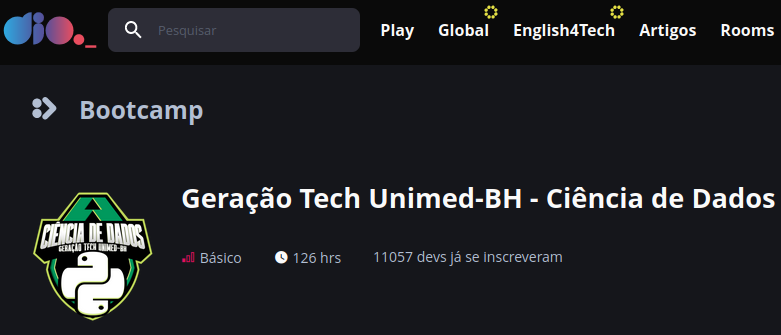 dio_
Pesquisar
Play Global English4Tech Artigos Rooms
Bootcamp
Geração Tech Unimed-BH - Ciência de Dados
CIÊNCIA DE DADOS
GERAÇÃO TECH UNIMED-BH
Básico 126 hrs 11057 devs já se inscreveram